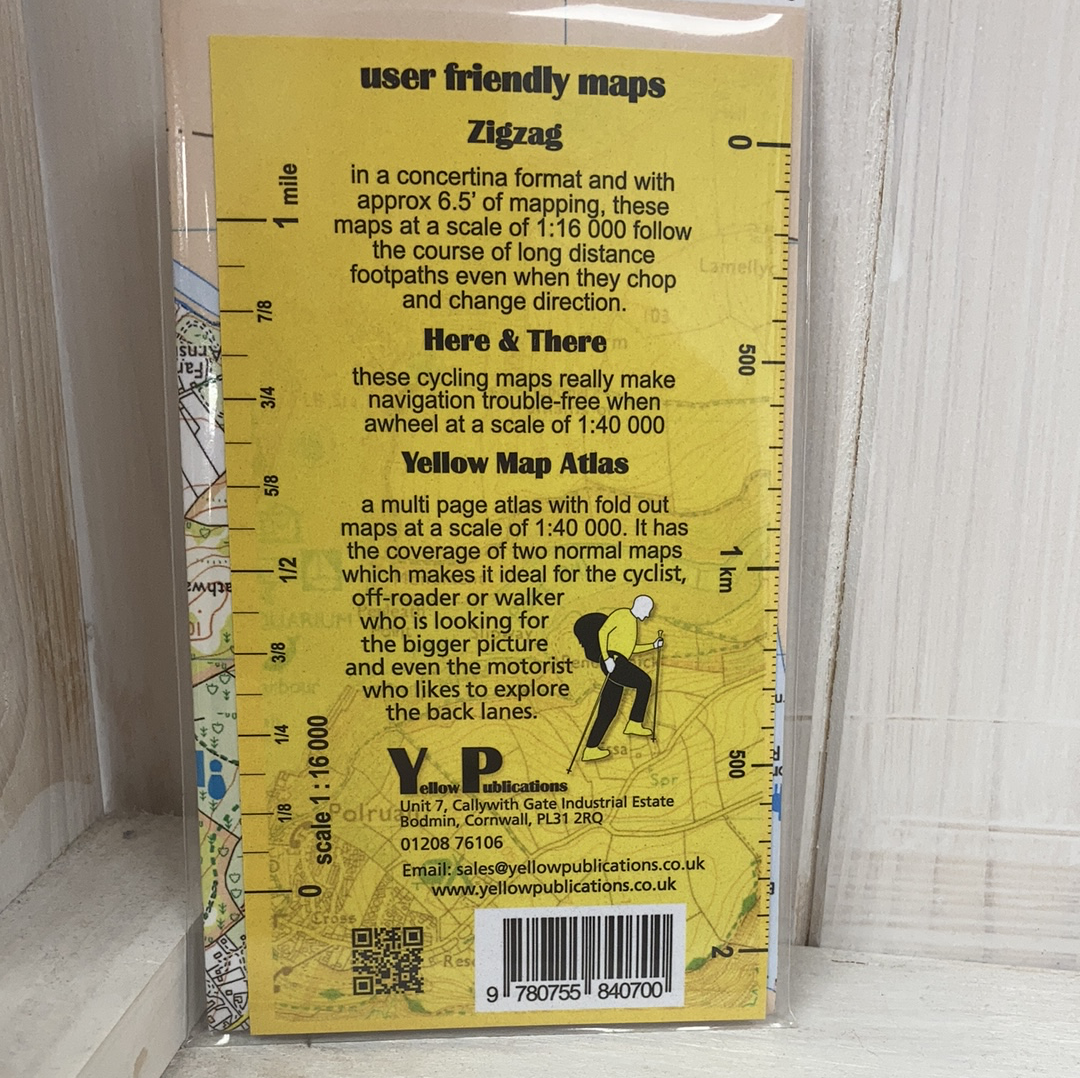 user friendly maps
Zigzag
in a concertina format and with
approx 6.5' of mapping, these
maps at a scale of 1:16 000 follow
the course of long distance
footpaths even when they chop
and change direction.
Here & There
these cycling maps really make
navigation trouble-free when
awheel at a scale of 1:40 000
Yellow Map Atlas
a multi page atlas with fold out
maps at a scale of 1:40 000. It has
the coverage of two normal maps
which makes it ideal for the cyclist,
off-roader or walker
who is looking for
the bigger picture
and even the motorist
who likes to explore
the back lanes.
Yellow Publications
Unit 7, Callywith Gate Industrial Estate
Bodmin, Cornwall, PL31 2RQ
01208 76106
Email: sales@yellowpublications.co.uk
www.yellowpublications.co.uk
9 780755 840700
1 mile
7/8
3/4
5/8
1/2
3/8
1/4
1/8
0
scale 1:16 000
0
500
1 km
500
2
103
Cross